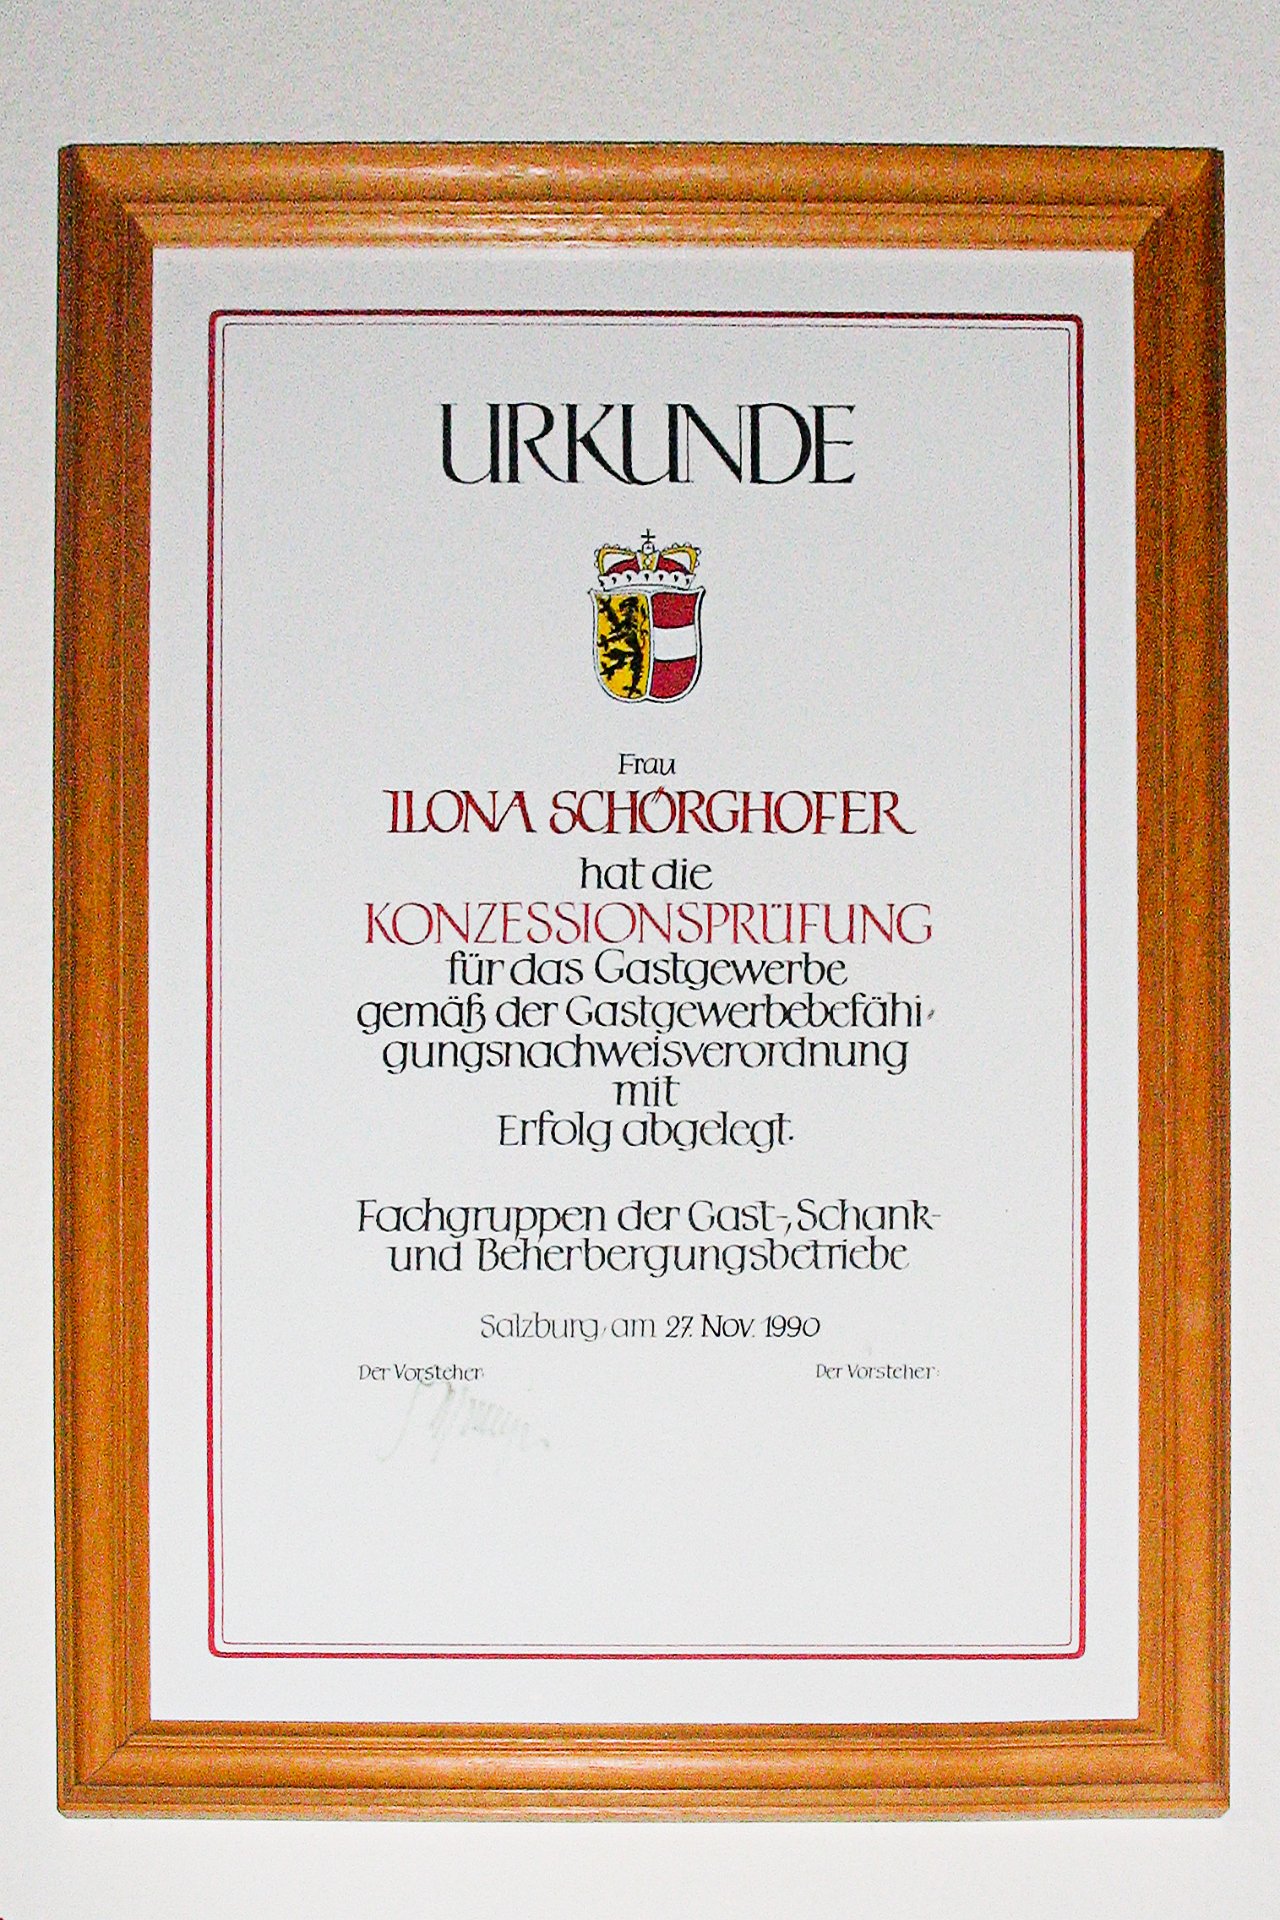 URKUNDE
Frau
ILONA SCHÖRGHOFER
hat die
KONZESSIONSPRÜFUNG
für das Gastgewerbe
gemäß der Gastgewerbebefähi-
gungsnachweisverordnung
mit
Erfolg abgelegt.
Fachgruppen der Gast-, Schank-
und Beherbergungsbetriebe
Salzburg, am 27. Nov. 1990
Der Vorsteher: Der Vorsteher: